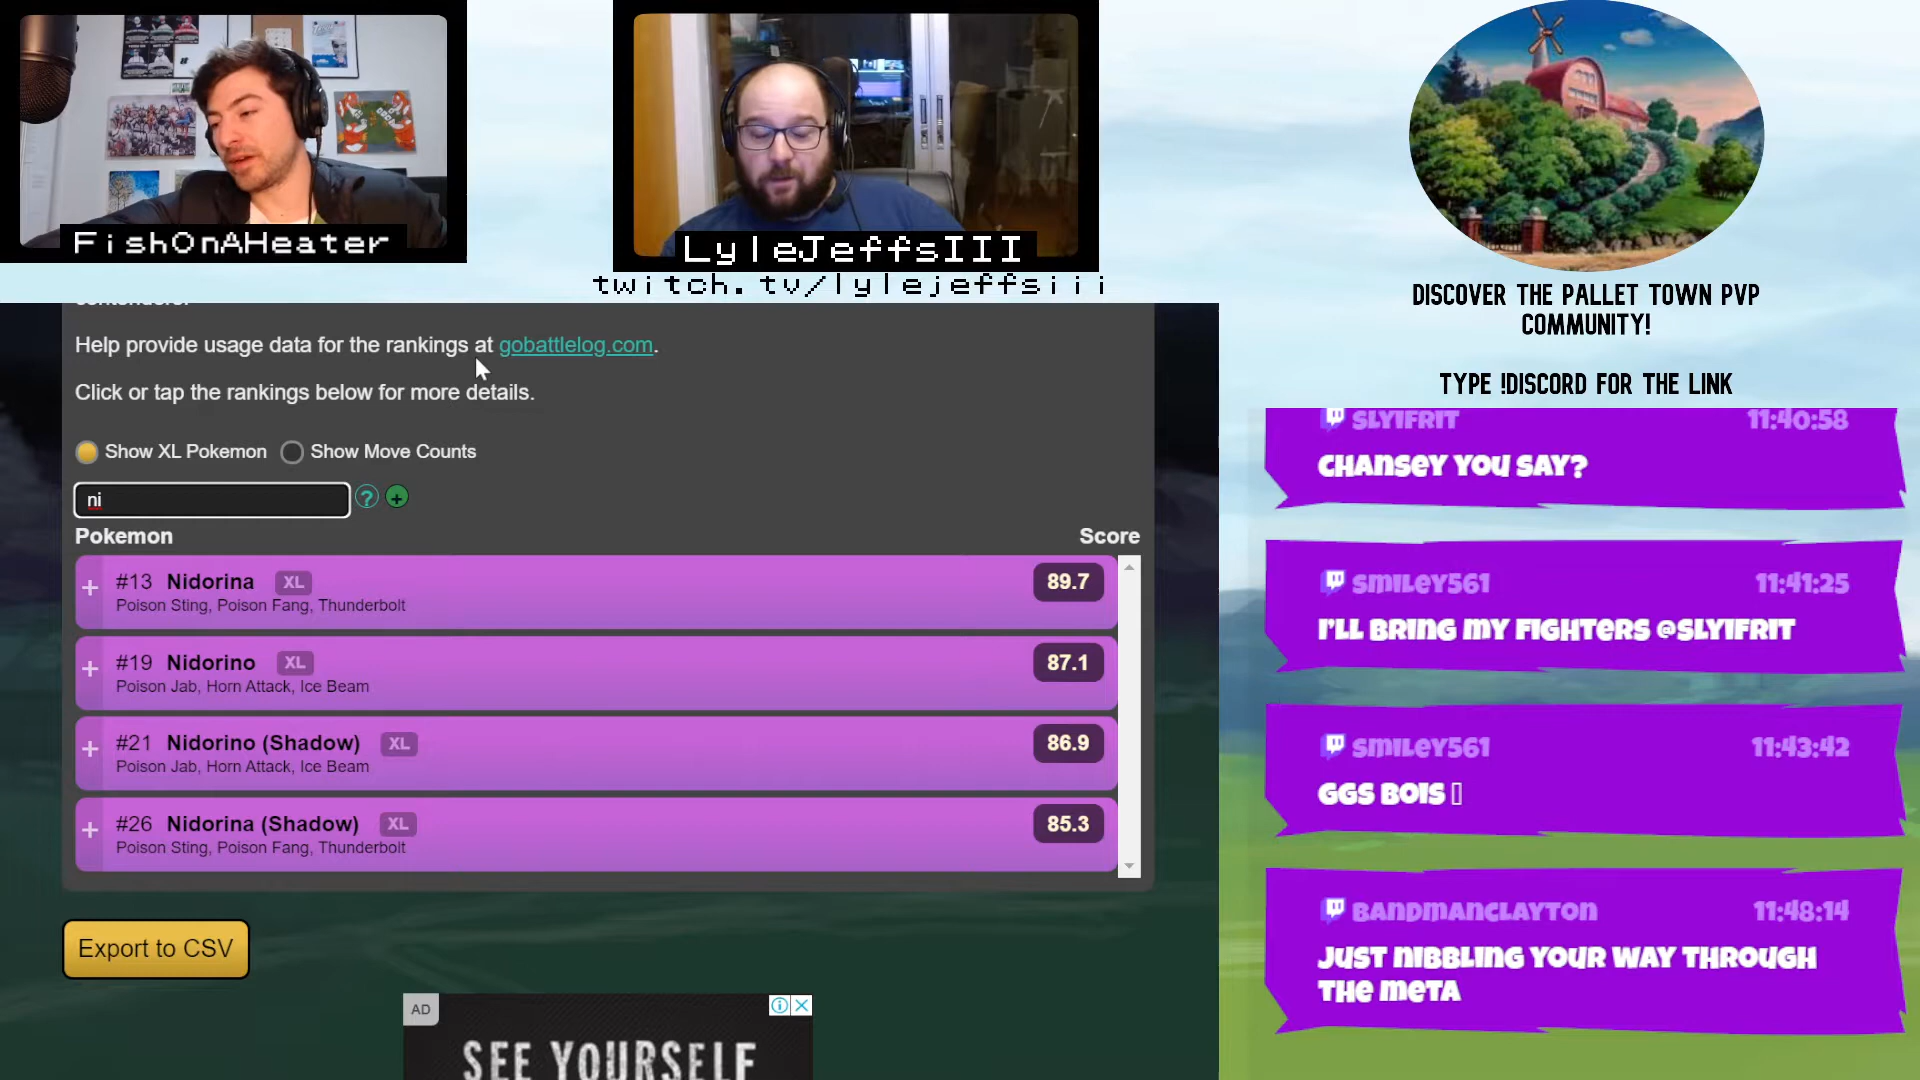 FishOnAHeater
LyleJeffsIII
twitch.tv/lylejeffsiii
DISCOVER THE PALLET TOWN PVP
COMMUNITY!
TYPE !DISCORD FOR THE LINK
contenders.
Help provide usage data for the rankings at gobattlelog.com.
Click or tap the rankings below for more details.
Show XL Pokemon Show Move Counts
ni
? +
Pokemon Score
+ #13 Nidorina XL 89.7
Poison Sting, Poison Fang, Thunderbolt
+ #19 Nidorino XL 87.1
Poison Jab, Horn Attack, Ice Beam
+ #21 Nidorino (Shadow) XL 86.9
Poison Jab, Horn Attack, Ice Beam
+ #26 Nidorina (Shadow) XL 85.3
Poison Sting, Poison Fang, Thunderbolt
Export to CSV
AD
SEE YOURSELF
SLYIFRIT 11:40:58
CHANSEY YOU SAY?
SMILEY561 11:41:25
I'LL BRING MY FIGHTERS @SLYIFRIT
SMILEY561 11:43:42
GGS BOIS
BANDMANCLAYTON 11:48:14
JUST NIBBLING YOUR WAY THROUGH
THE META